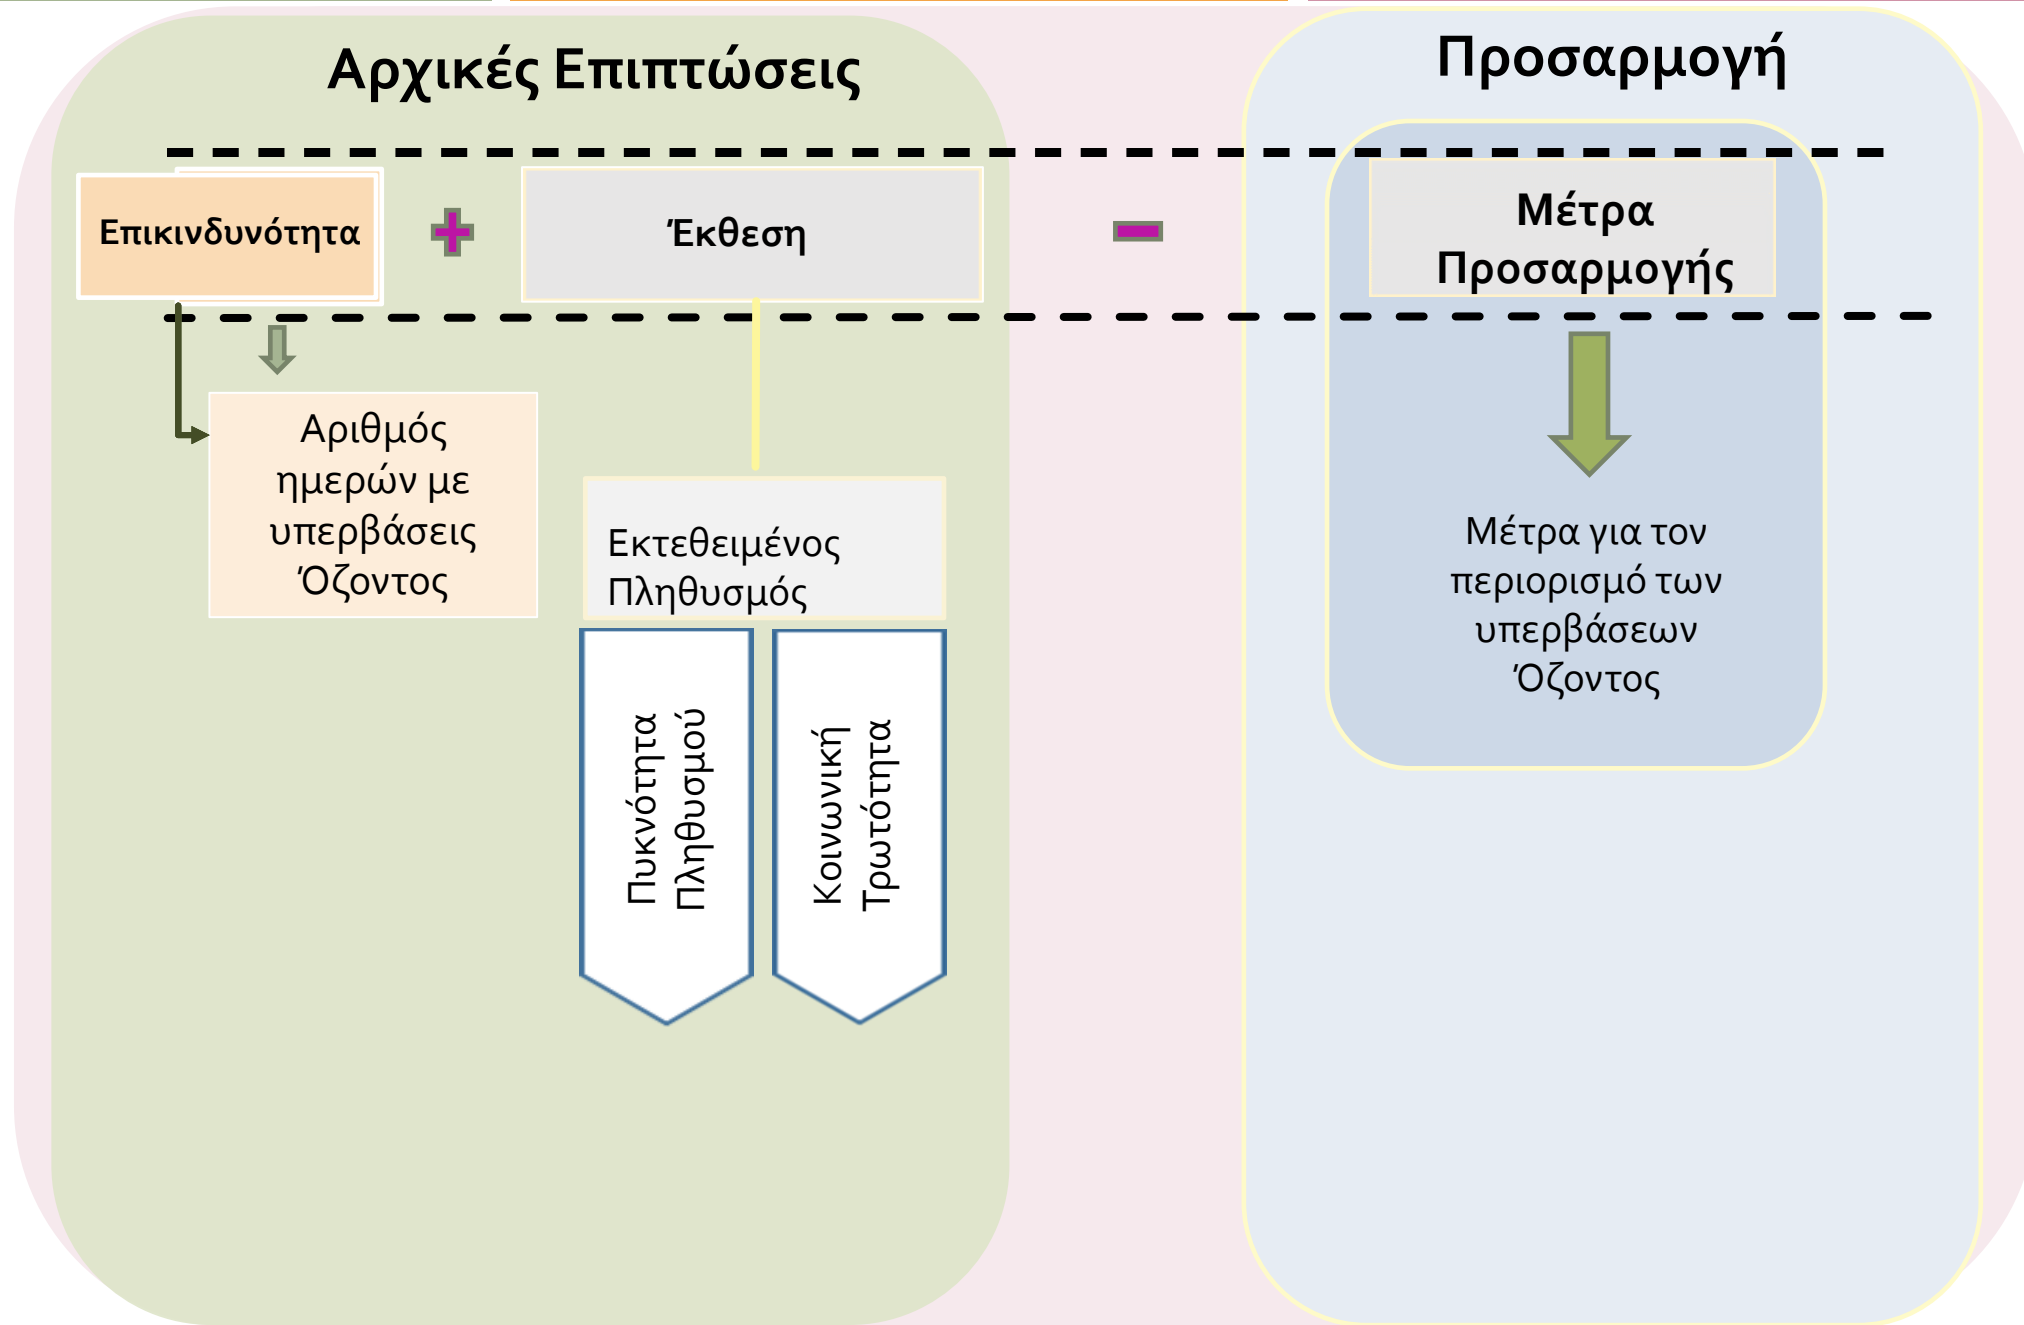 Αρχικές Επιπτώσεις
Προσαρμογή
Επικινδυνότητα
Έκθεση
Μέτρα
Προσαρμογής
Αριθμός
ημερών με
υπερβάσεις
Όζοντος
Εκτεθειμένος
Πληθυσμός
Πυκνότητα
Πληθυσμού
Κοινωνική
Τρωτότητα
Μέτρα για τον
περιορισμό των
υπερβάσεων
Όζοντος